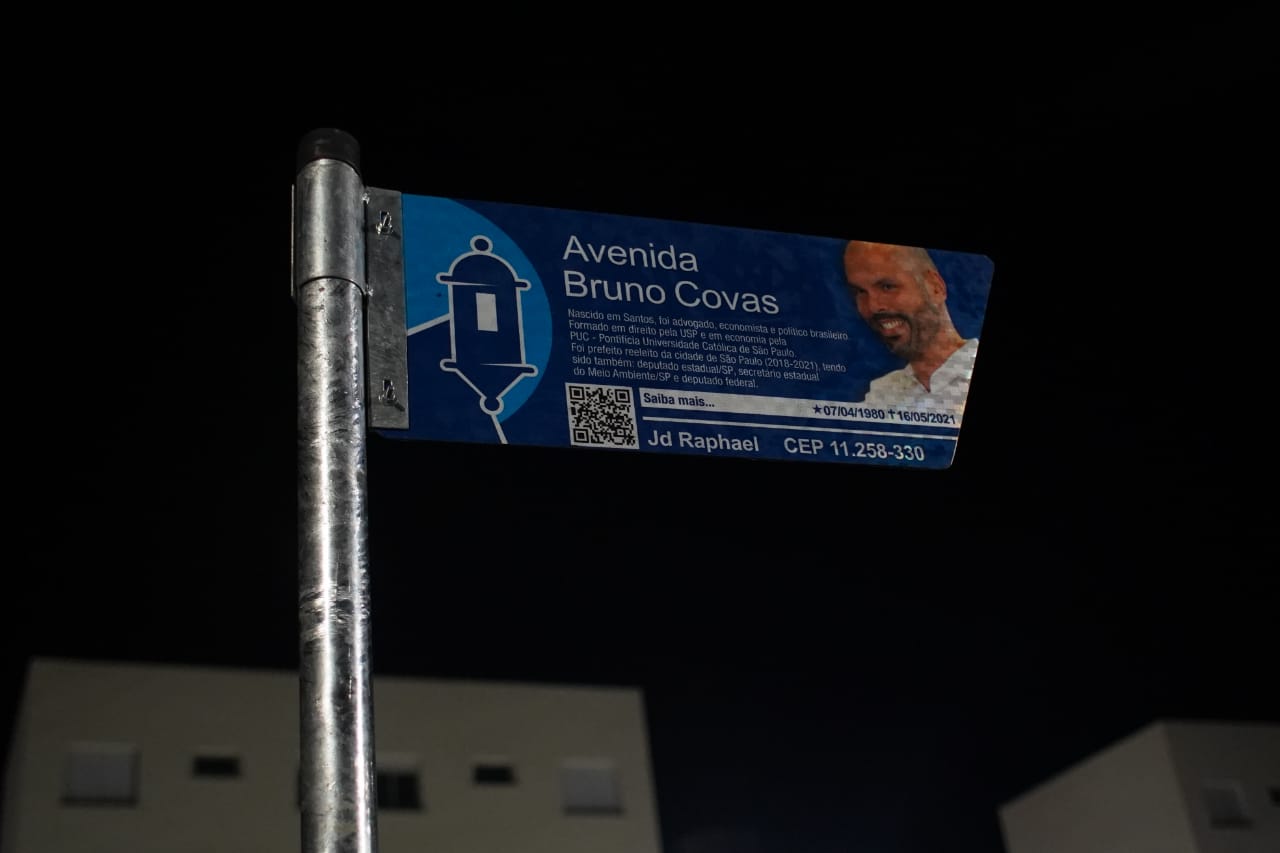 Avenida
Bruno Covas
Nascido em Santos, foi advogado, economista e político brasileiro.
Formado em direito pela USP e em economia pela
PUC - Pontifícia Universidade Católica de São Paulo.
Foi prefeito reeleito da cidade de São Paulo (2018-2021), tendo
sido também: deputado estadual/SP, secretário estadual
do Meio Ambiente/SP e deputado federal.
Saiba mais...
★07/04/1980 ✝16/05/2021
Jd Raphael CEP 11.258-330